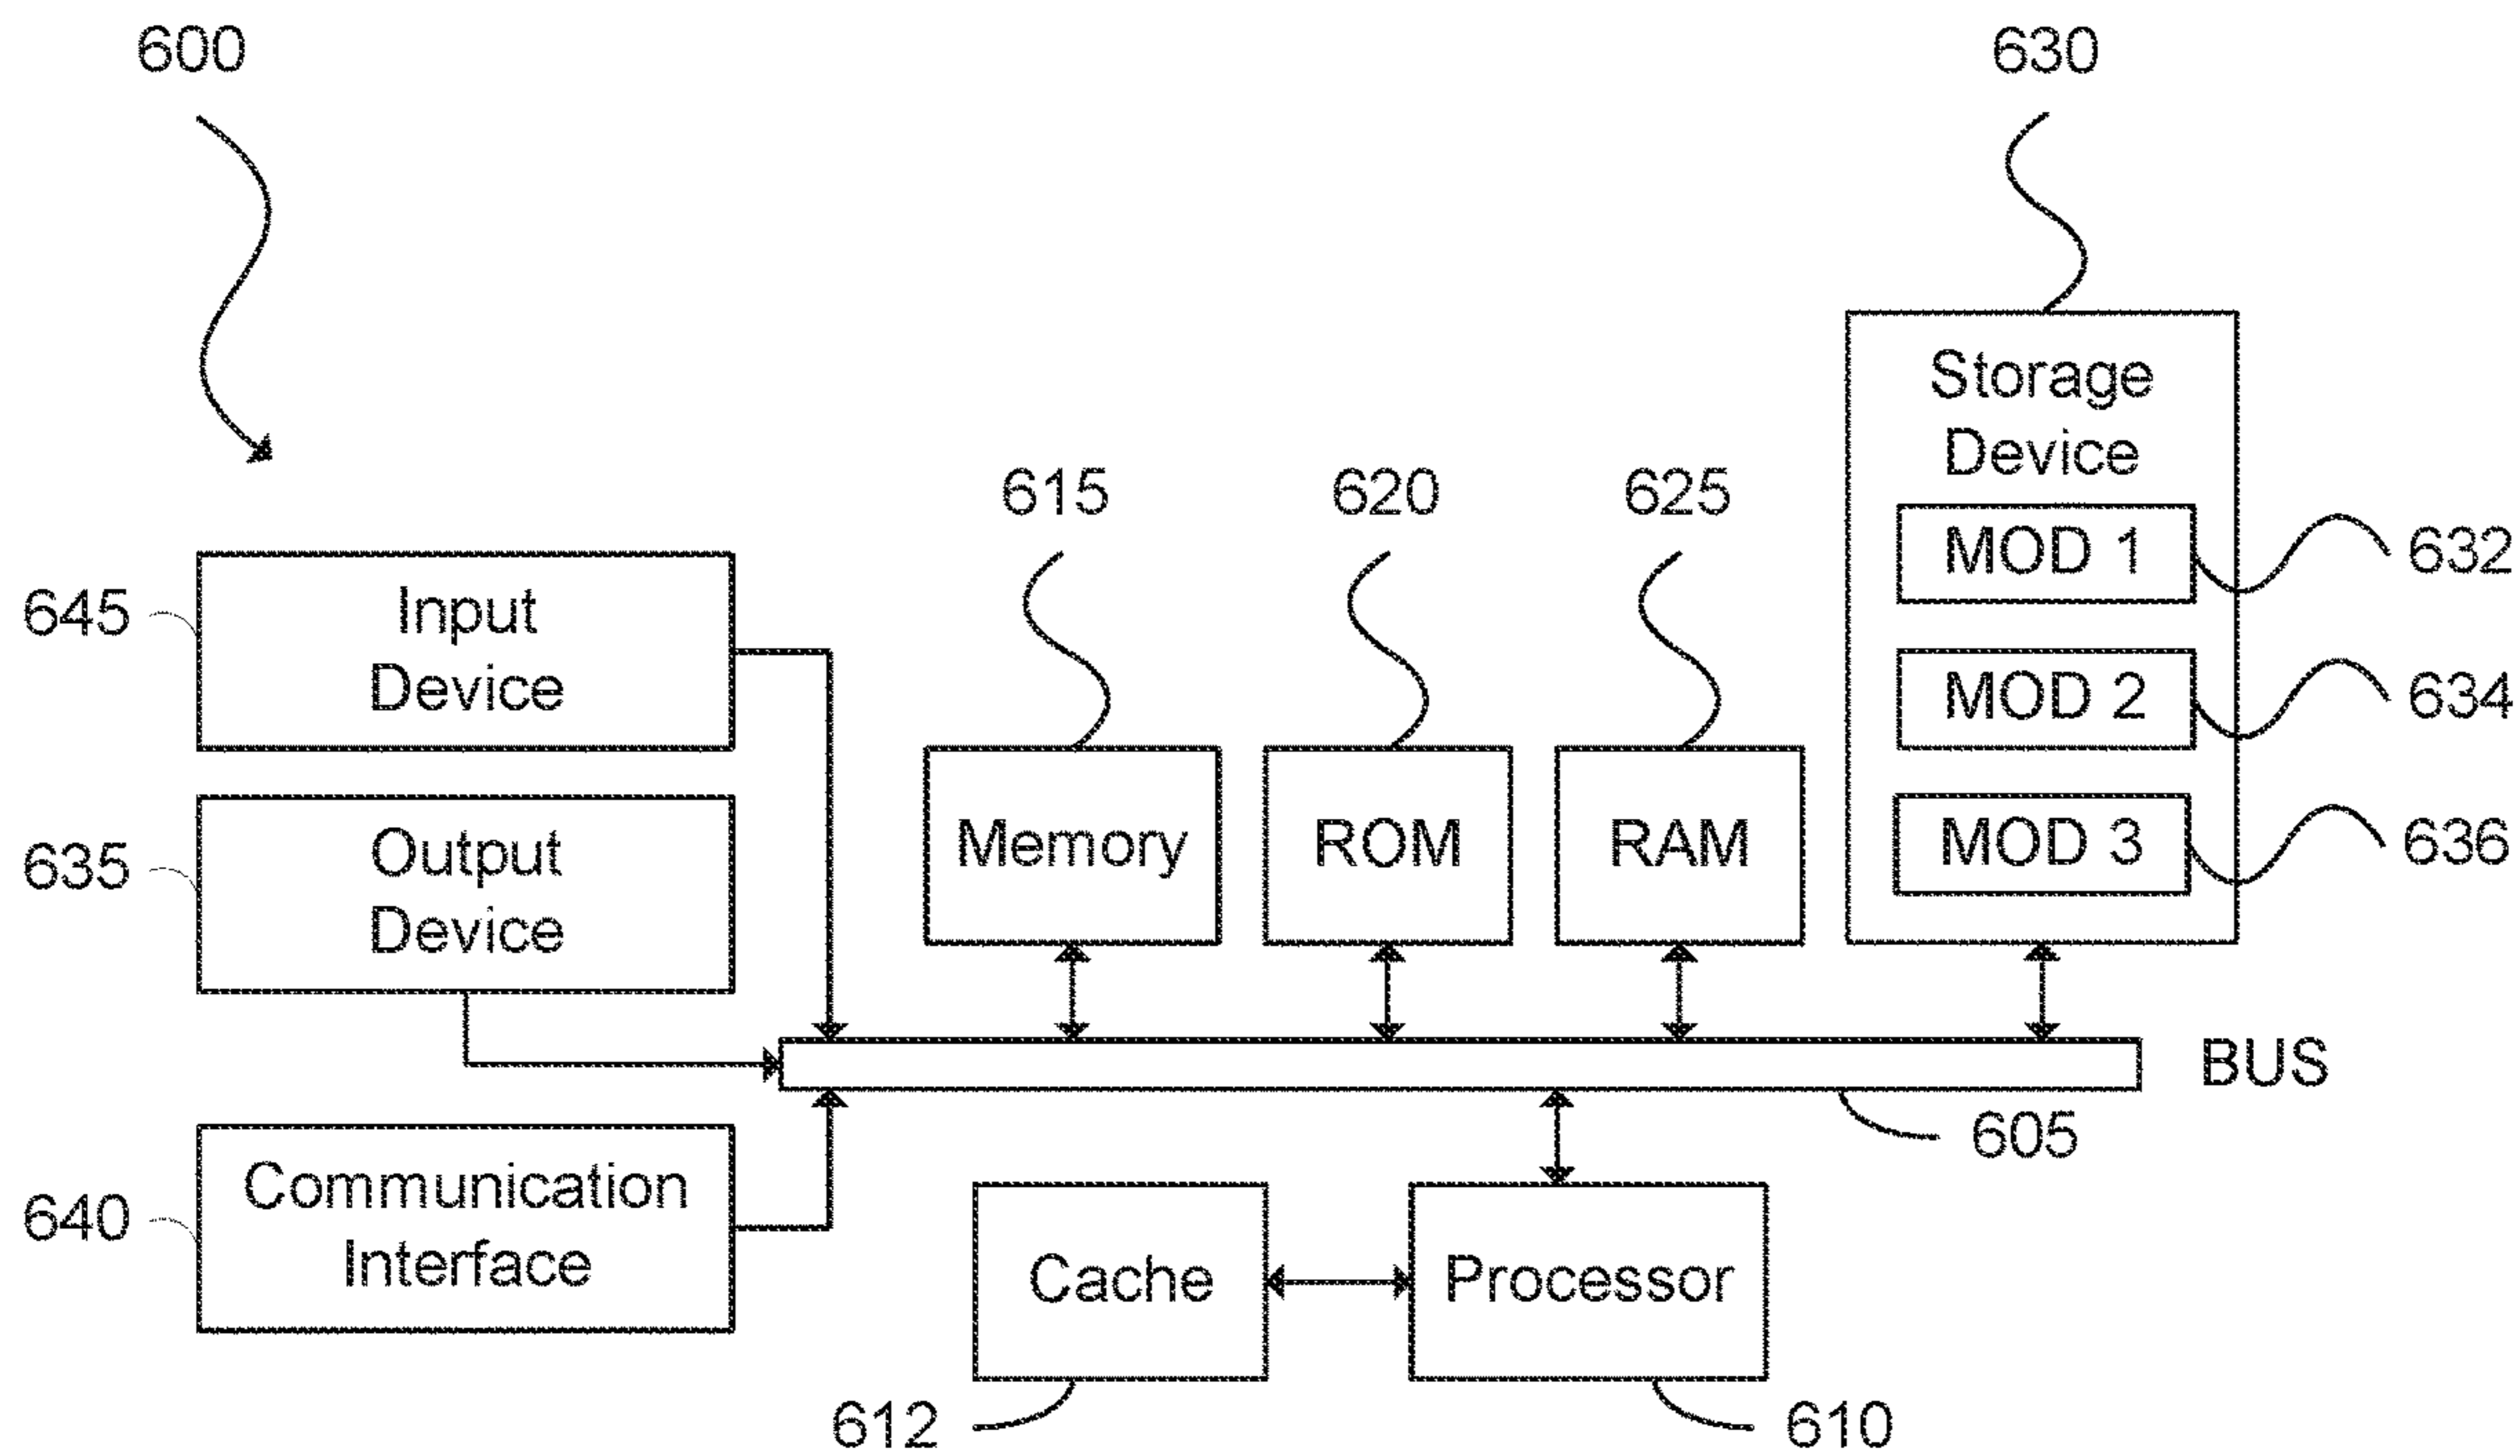 600
630
Storage
Device
615
620
625
MOD 1
632
645
Input
Device
MOD 2
634
Memory
ROM
RAM
MOD 3
636
635
Output
Device
BUS
605
640
Communication
Interface
Cache
Processor
612
610